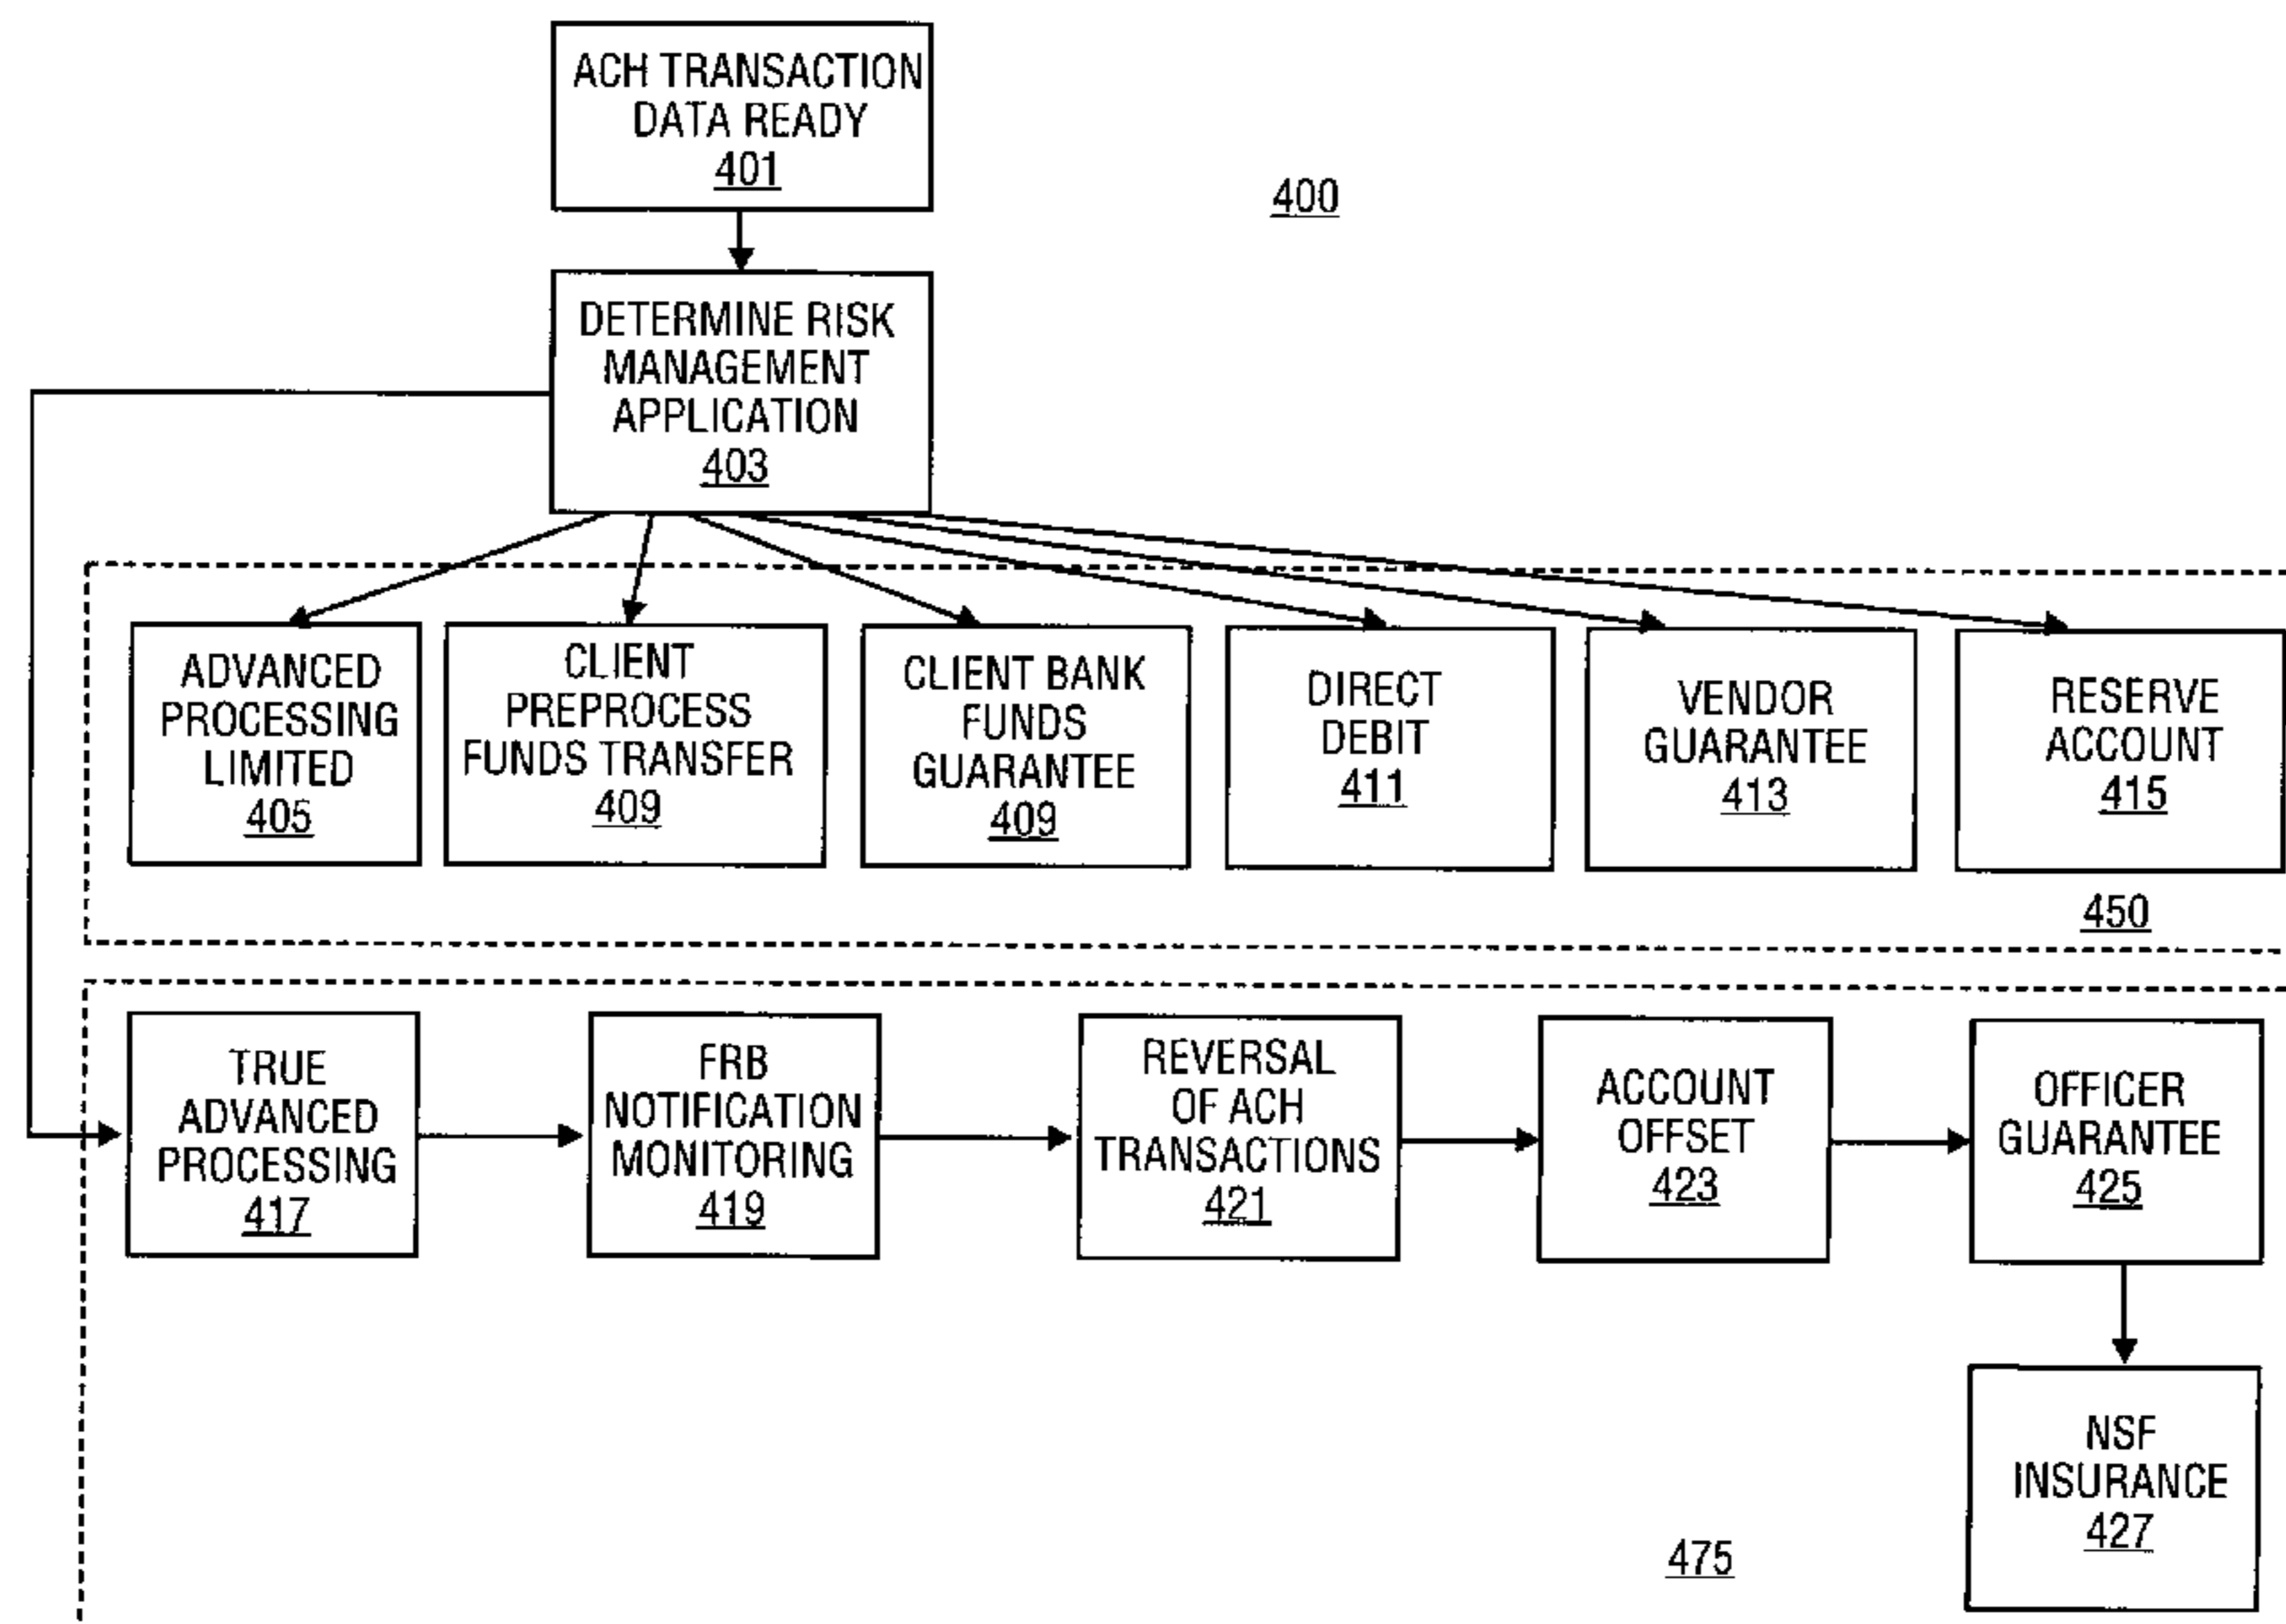 ACH TRANSACTION
DATA READY
401
400
DETERMINE RISK
MANAGEMENT
APPLICATION
403
ADVANCED
PROCESSING
LIMITED
405
CLIENT
PREPROCESS
FUNDS TRANSFER
409
CLIENT BANK
FUNDS
GUARANTEE
409
DIRECT
DEBIT
411
VENDOR
GUARANTEE
413
RESERVE
ACCOUNT
415
450
TRUE
ADVANCED
PROCESSING
417
FRB
NOTIFICATION
MONITORING
419
REVERSAL
OF ACH
TRANSACTIONS
421
ACCOUNT
OFFSET
423
OFFICER
GUARANTEE
425
NSF
INSURANCE
427
475